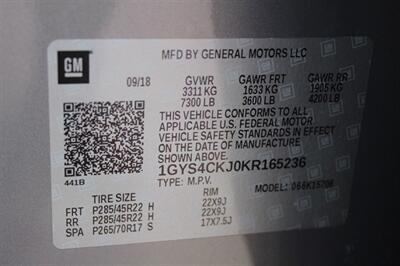 GM
MFD BY GENERAL MOTORS LLC
09/18 GVWR GAWR FRT GAWR RR
3311 KG 1633 KG 1905 KG
7300 LB 3600 LB 4200 LB
THIS VEHICLE CONFORMS TO ALL
APPLICABLE U.S. FEDERAL MOTOR
VEHICLE SAFETY STANDARDS IN EFFECT
ON THE DATE OF MANUFACTURE
SHOWN ABOVE.
1GYS4CKJ0KR165236
441B TYPE: M.P.V. MODEL:
TIRE SIZE RIM
FRT P285/45R22 H 22X9J
RR P285/45R22 H 22X9J
SPA P265/70R17 S 17X7.5J